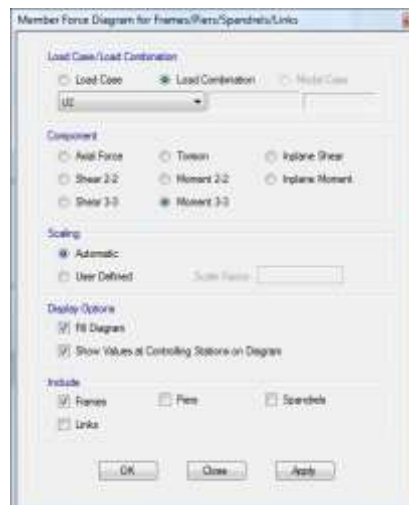 Member Force Diagram for Frames/Piers/Spandrels/Links
Load Case/Load Combination
Load Case Load Combination Modal Case
U2
Component
Axial Force Torsion Inplane Shear
Shear 2-2 Moment 2-2 Inplane Moment
Shear 3-3 Moment 3-3
Scaling
Automatic
User Defined Scale Factor
Display Options
Fill Diagram
Show Values at Controlling Stations on Diagram
Include
Frames Piers Spandrels
Links
OK Close Apply